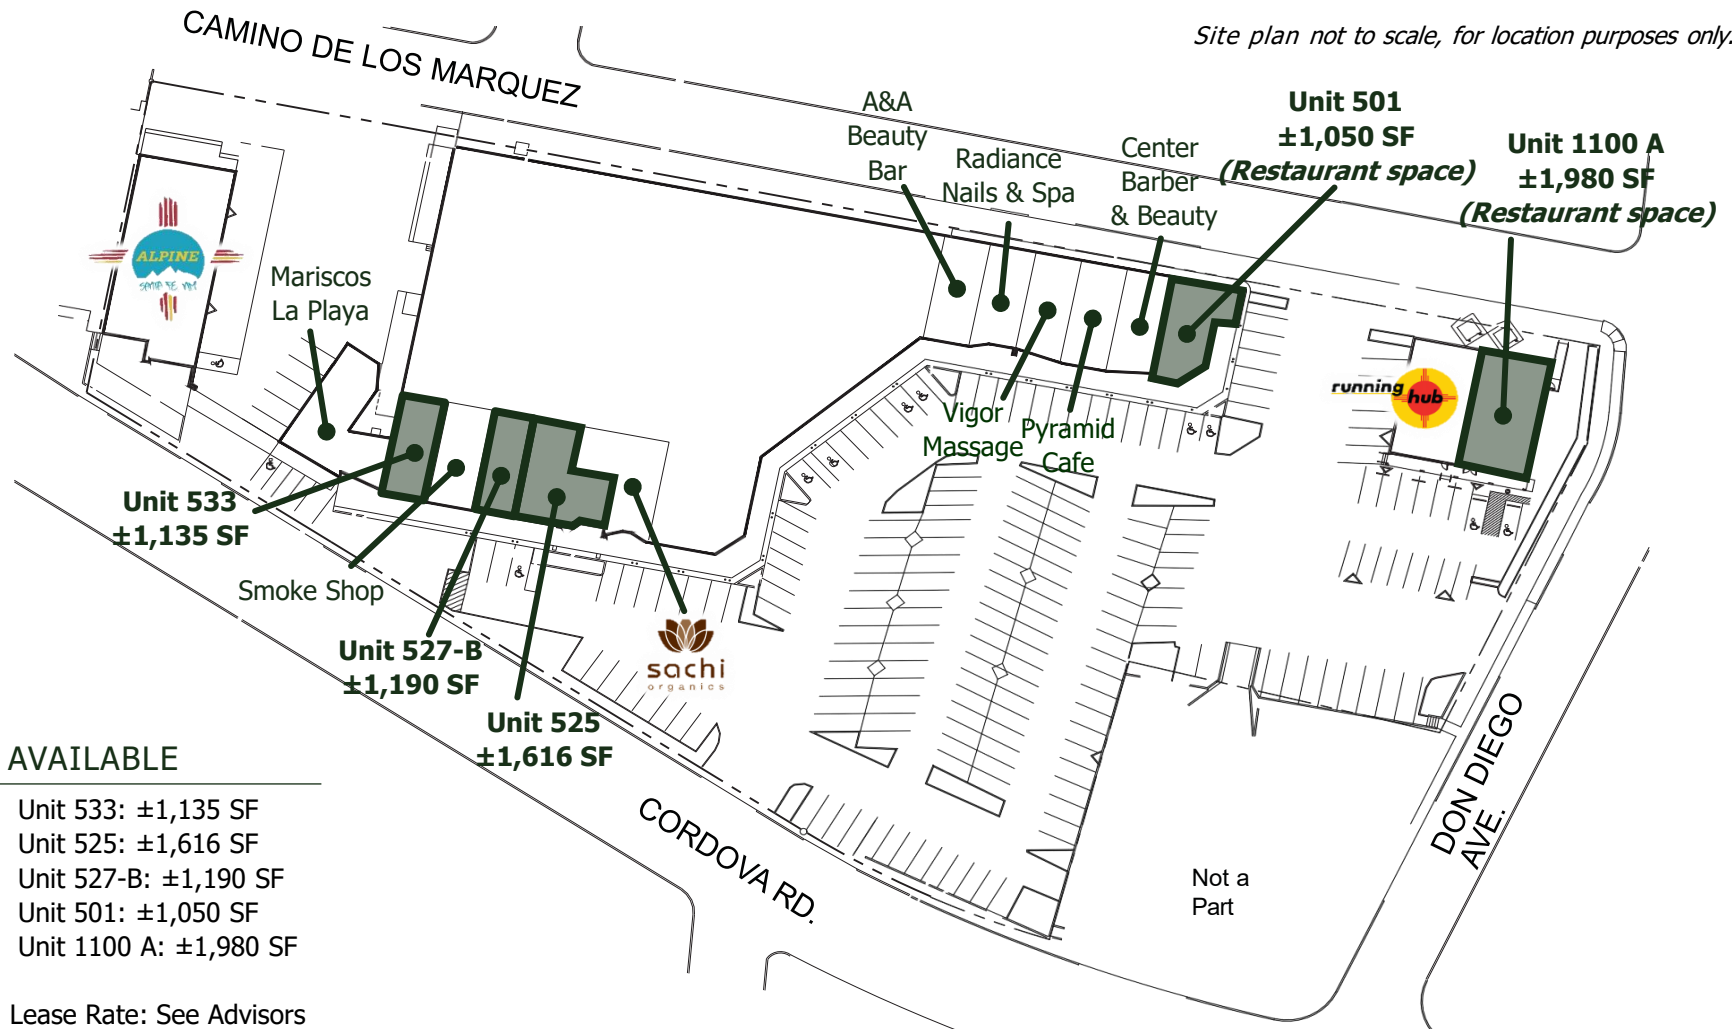 Site plan not to scale, for location purposes only.
CAMINO DE LOS MARQUEZ
A&A
Beauty
Bar
Radiance
Nails & Spa
Center
Barber
& Beauty
Unit 501
±1,050 SF
(Restaurant space)
Unit 1100 A
±1,980 SF
(Restaurant space)
ALPINE
SANTA FE NM
Mariscos
La Playa
running
hub
Vigor
Massage
Pyramid
Cafe
Unit 533
±1,135 SF
Smoke Shop
Unit 527-B
±1,190 SF
sachi
organics
Unit 525
±1,616 SF
CORDOVA RD.
DON DIEGO
AVE.
Not a
Part
AVAILABLE
Unit 533: ±1,135 SF
Unit 525: ±1,616 SF
Unit 527-B: ±1,190 SF
Unit 501: ±1,050 SF
Unit 1100 A: ±1,980 SF
Lease Rate: See Advisors